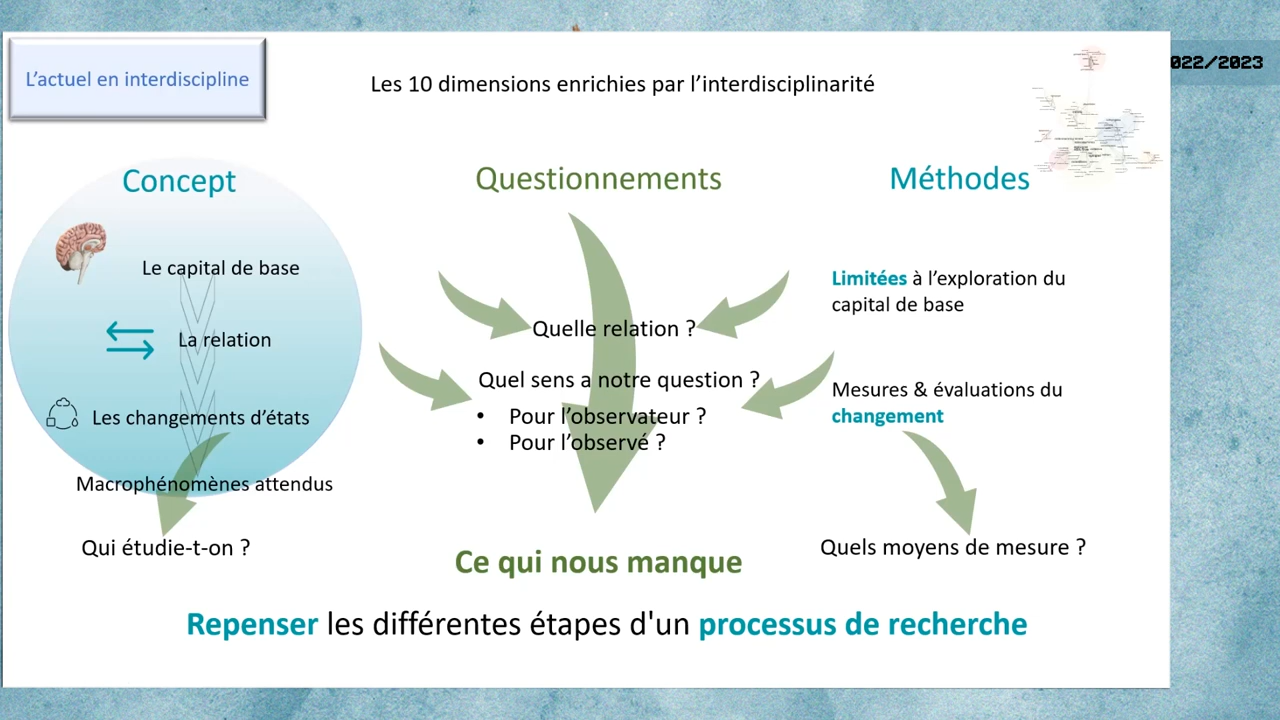 L’actuel en interdiscipline
Les 10 dimensions enrichies par l’interdisciplinarité
022/2023
Concept
Le capital de base
La relation
Les changements d’états
Macrophénomènes attendus
Qui étudie-t-on ?
Questionnements
Quelle relation ?
Quel sens a notre question ?
• Pour l’observateur ?
• Pour l’observé ?
Ce qui nous manque
Méthodes
Limitées à l’exploration du
capital de base
Mesures & évaluations du
changement
Quels moyens de mesure ?
Repenser les différentes étapes d'un processus de recherche